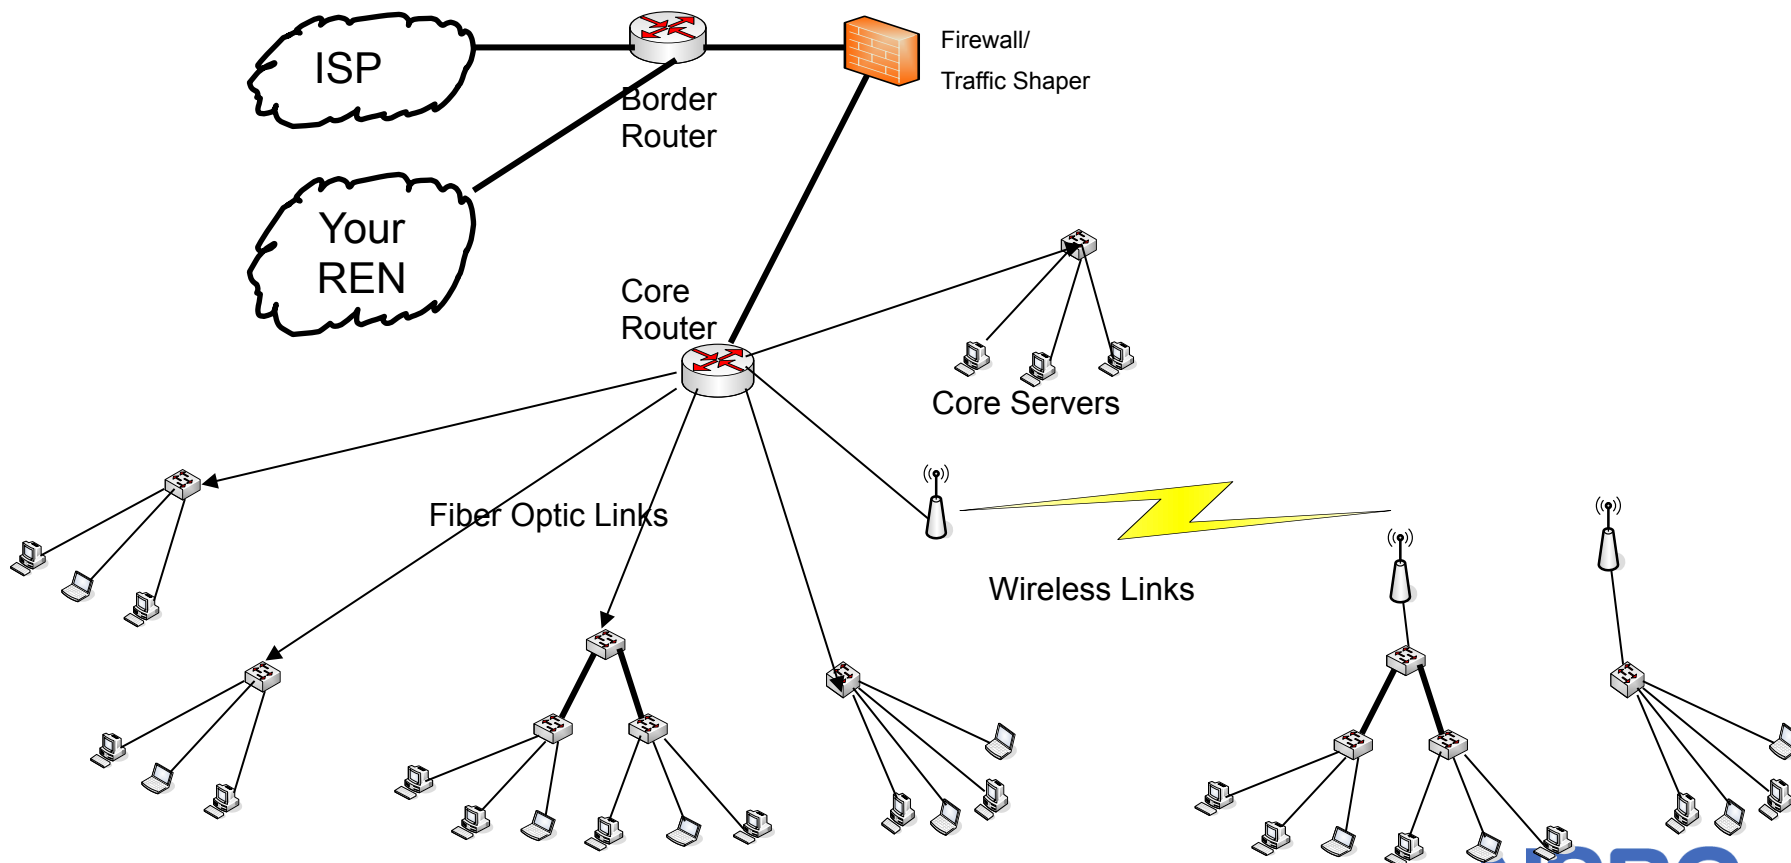 ISP
Firewall/
Traffic Shaper
Border
Router
Your
REN
Core
Router
Core Servers
Fiber Optic Links
Wireless Links